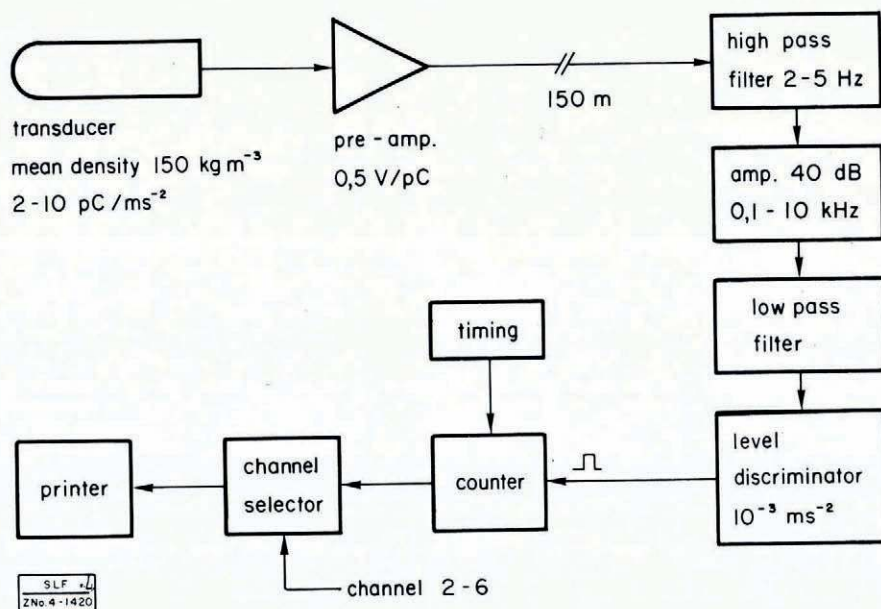 transducer
mean density 150 kg m⁻³
2-10 pC/ms⁻²
pre-amp.
0,5 V/pC
150 m
high pass
filter 2-5 Hz
amp. 40 dB
0,1-10 kHz
low pass
filter
level
discriminator
10⁻³ ms⁻²
timing
counter
channel
selector
printer
channel 2-6
SLF
ZNo. 4-1420